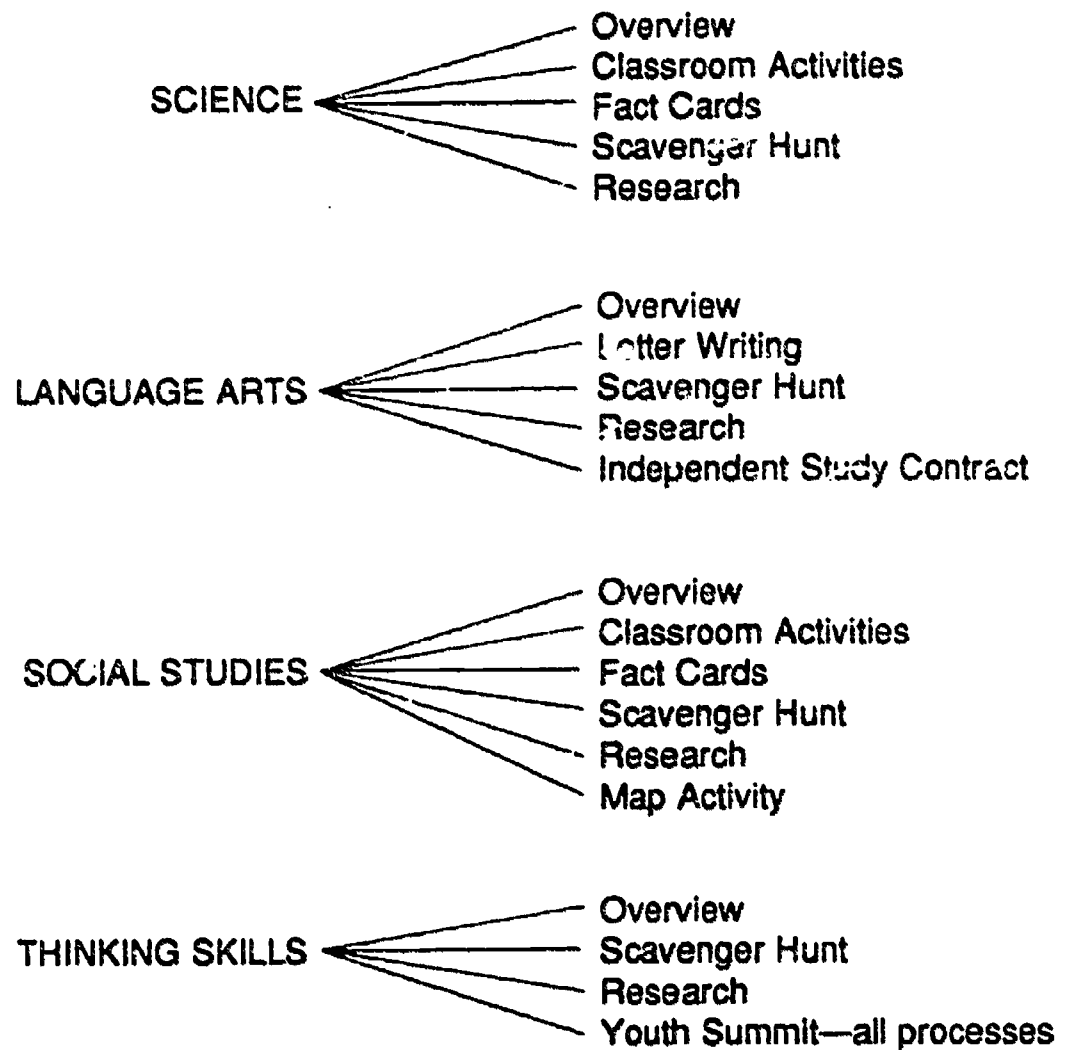 SCIENCE
Overview
Classroom Activities
Fact Cards
Scavenger Hunt
Research
LANGUAGE ARTS
Overview
Letter Writing
Scavenger Hunt
Research
Independent Study Contract
SOCIAL STUDIES
Overview
Classroom Activities
Fact Cards
Scavenger Hunt
Research
Map Activity
THINKING SKILLS
Overview
Scavenger Hunt
Research
Youth Summit—all processes